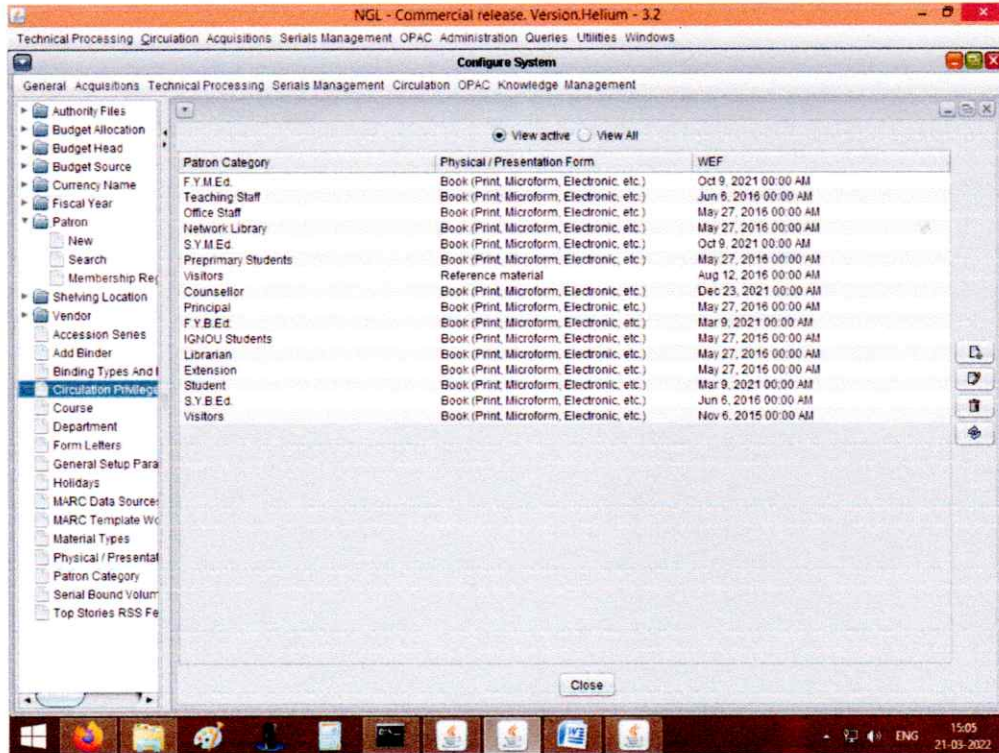 NGL - Commercial release. Version.Helium - 3.2
Technical Processing Circulation Acquisitions Serials Management OPAC Administration Queries Utilities Windows
Configure System
General Acquisitions Technical Processing Serials Management Circulation OPAC Knowledge Management
Authority Files
Budget Allocation
Budget Head
Budget Source
Currency Name
Fiscal Year
Patron
New
Search
Membership Req
Shelving Location
Vendor
Accession Series
Add Binder
Binding Types And
Circulation Privileg
Course
Department
Form Letters
General Setup Para
Holidays
MARC Data Sources
MARC Template Wo
Material Types
Physical / Presentat
Patron Category
Serial Bound Volum
Top Stories RSS Fe
View active View All
Patron Category Physical / Presentation Form WEF
F.Y.M.Ed. Book (Print, Microform, Electronic, etc.) Oct 9, 2021 00:00 AM
Teaching Staff Book (Print, Microform, Electronic, etc.) Jun 6, 2016 00:00 AM
Office Staff Book (Print, Microform, Electronic, etc.) May 27, 2016 00:00 AM
Network Library Book (Print, Microform, Electronic, etc.) May 27, 2016 00:00 AM
S.Y.M.Ed. Book (Print, Microform, Electronic, etc.) Oct 9, 2021 00:00 AM
Preprimary Students Book (Print, Microform, Electronic, etc.) May 27, 2016 00:00 AM
Visitors Reference material Aug 12, 2016 00:00 AM
Counsellor Book (Print, Microform, Electronic, etc.) Dec 23, 2021 00:00 AM
Principal Book (Print, Microform, Electronic, etc.) May 27, 2016 00:00 AM
F.Y.B.Ed. Book (Print, Microform, Electronic, etc.) Mar 9, 2021 00:00 AM
IGNOU Students Book (Print, Microform, Electronic, etc.) May 27, 2016 00:00 AM
Librarian Book (Print, Microform, Electronic, etc.) May 27, 2016 00:00 AM
Extension Book (Print, Microform, Electronic, etc.) May 27, 2016 00:00 AM
Student Book (Print, Microform, Electronic, etc.) Mar 9, 2021 00:00 AM
S.Y.B.Ed. Book (Print, Microform, Electronic, etc.) Jun 6, 2016 00:00 AM
Visitors Book (Print, Microform, Electronic, etc.) Nov 6, 2015 00:00 AM
Close
ENG
15:05
21-03-2022